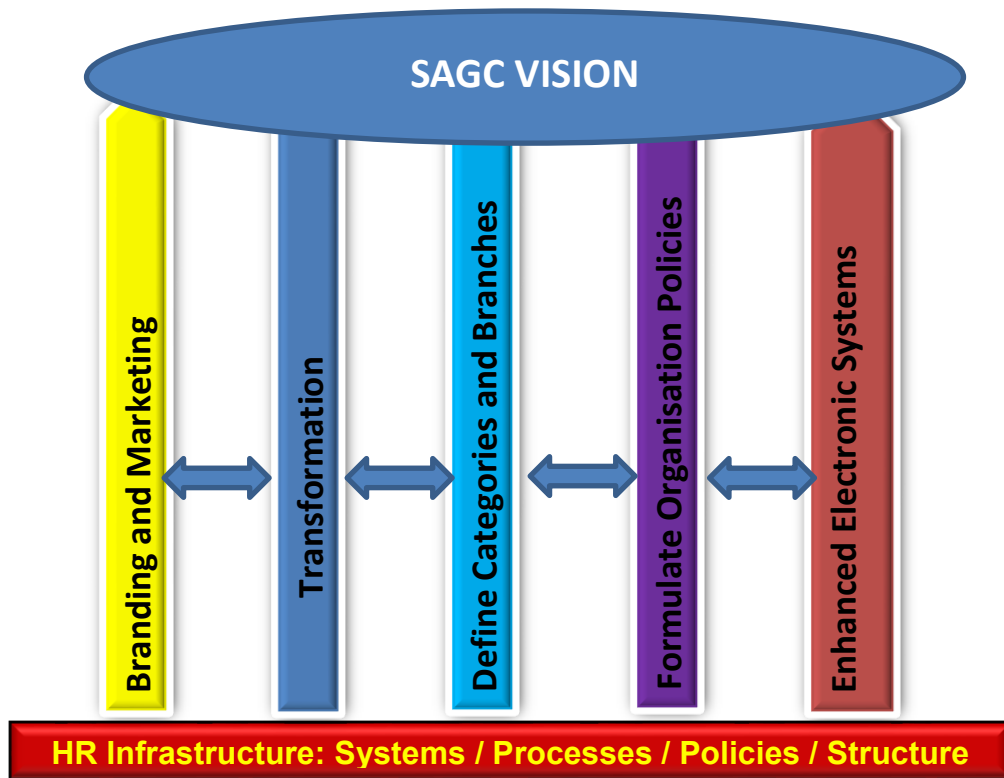 SAGC VISION
Branding and Marketing
Transformation
Define Categories and Branches
Formulate Organisation Policies
Enhanced Electronic Systems
HR Infrastructure: Systems / Processes / Policies / Structure